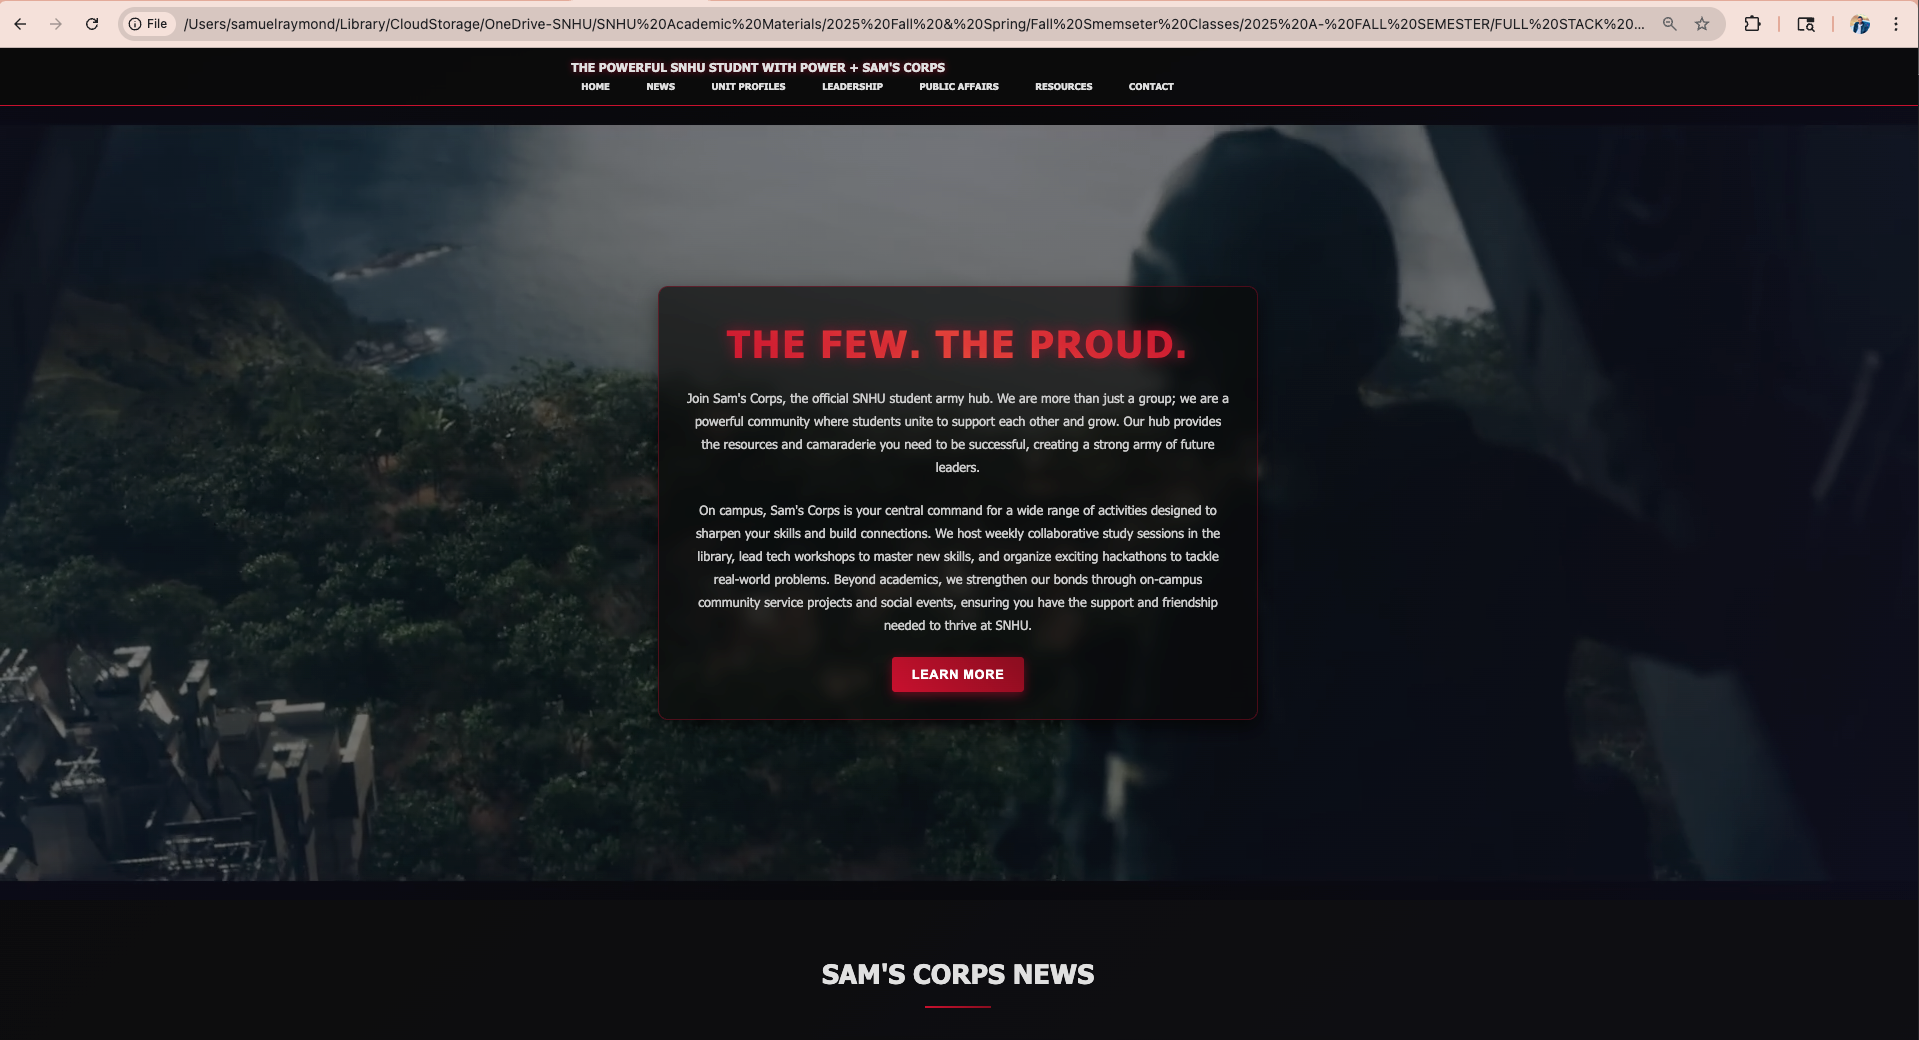 File
/Users/samuelraymond/Library/CloudStorage/OneDrive-SNHU/SNHU%20Academic%20Materials/2025%20Fall%20&%20Spring/Fall%20Smemseter%20Classes/2025%20A-%20FALL%20SEMESTER/FULL%20STACK%20...
THE POWERFUL SNHU STUDNT WITH POWER + SAM'S CORPS
HOME NEWS UNIT PROFILES LEADERSHIP PUBLIC AFFAIRS RESOURCES CONTACT
THE FEW. THE PROUD.
Join Sam's Corps, the official SNHU student army hub. We are more than just a group; we are a
powerful community where students unite to support each other and grow. Our hub provides
the resources and camaraderie you need to be successful, creating a strong army of future
leaders.
On campus, Sam's Corps is your central command for a wide range of activities designed to
sharpen your skills and build connections. We host weekly collaborative study sessions in the
library, lead tech workshops to master new skills, and organize exciting hackathons to tackle
real-world problems. Beyond academics, we strengthen our bonds through on-campus
community service projects and social events, ensuring you have the support and friendship
needed to thrive at SNHU.
LEARN MORE
SAM'S CORPS NEWS